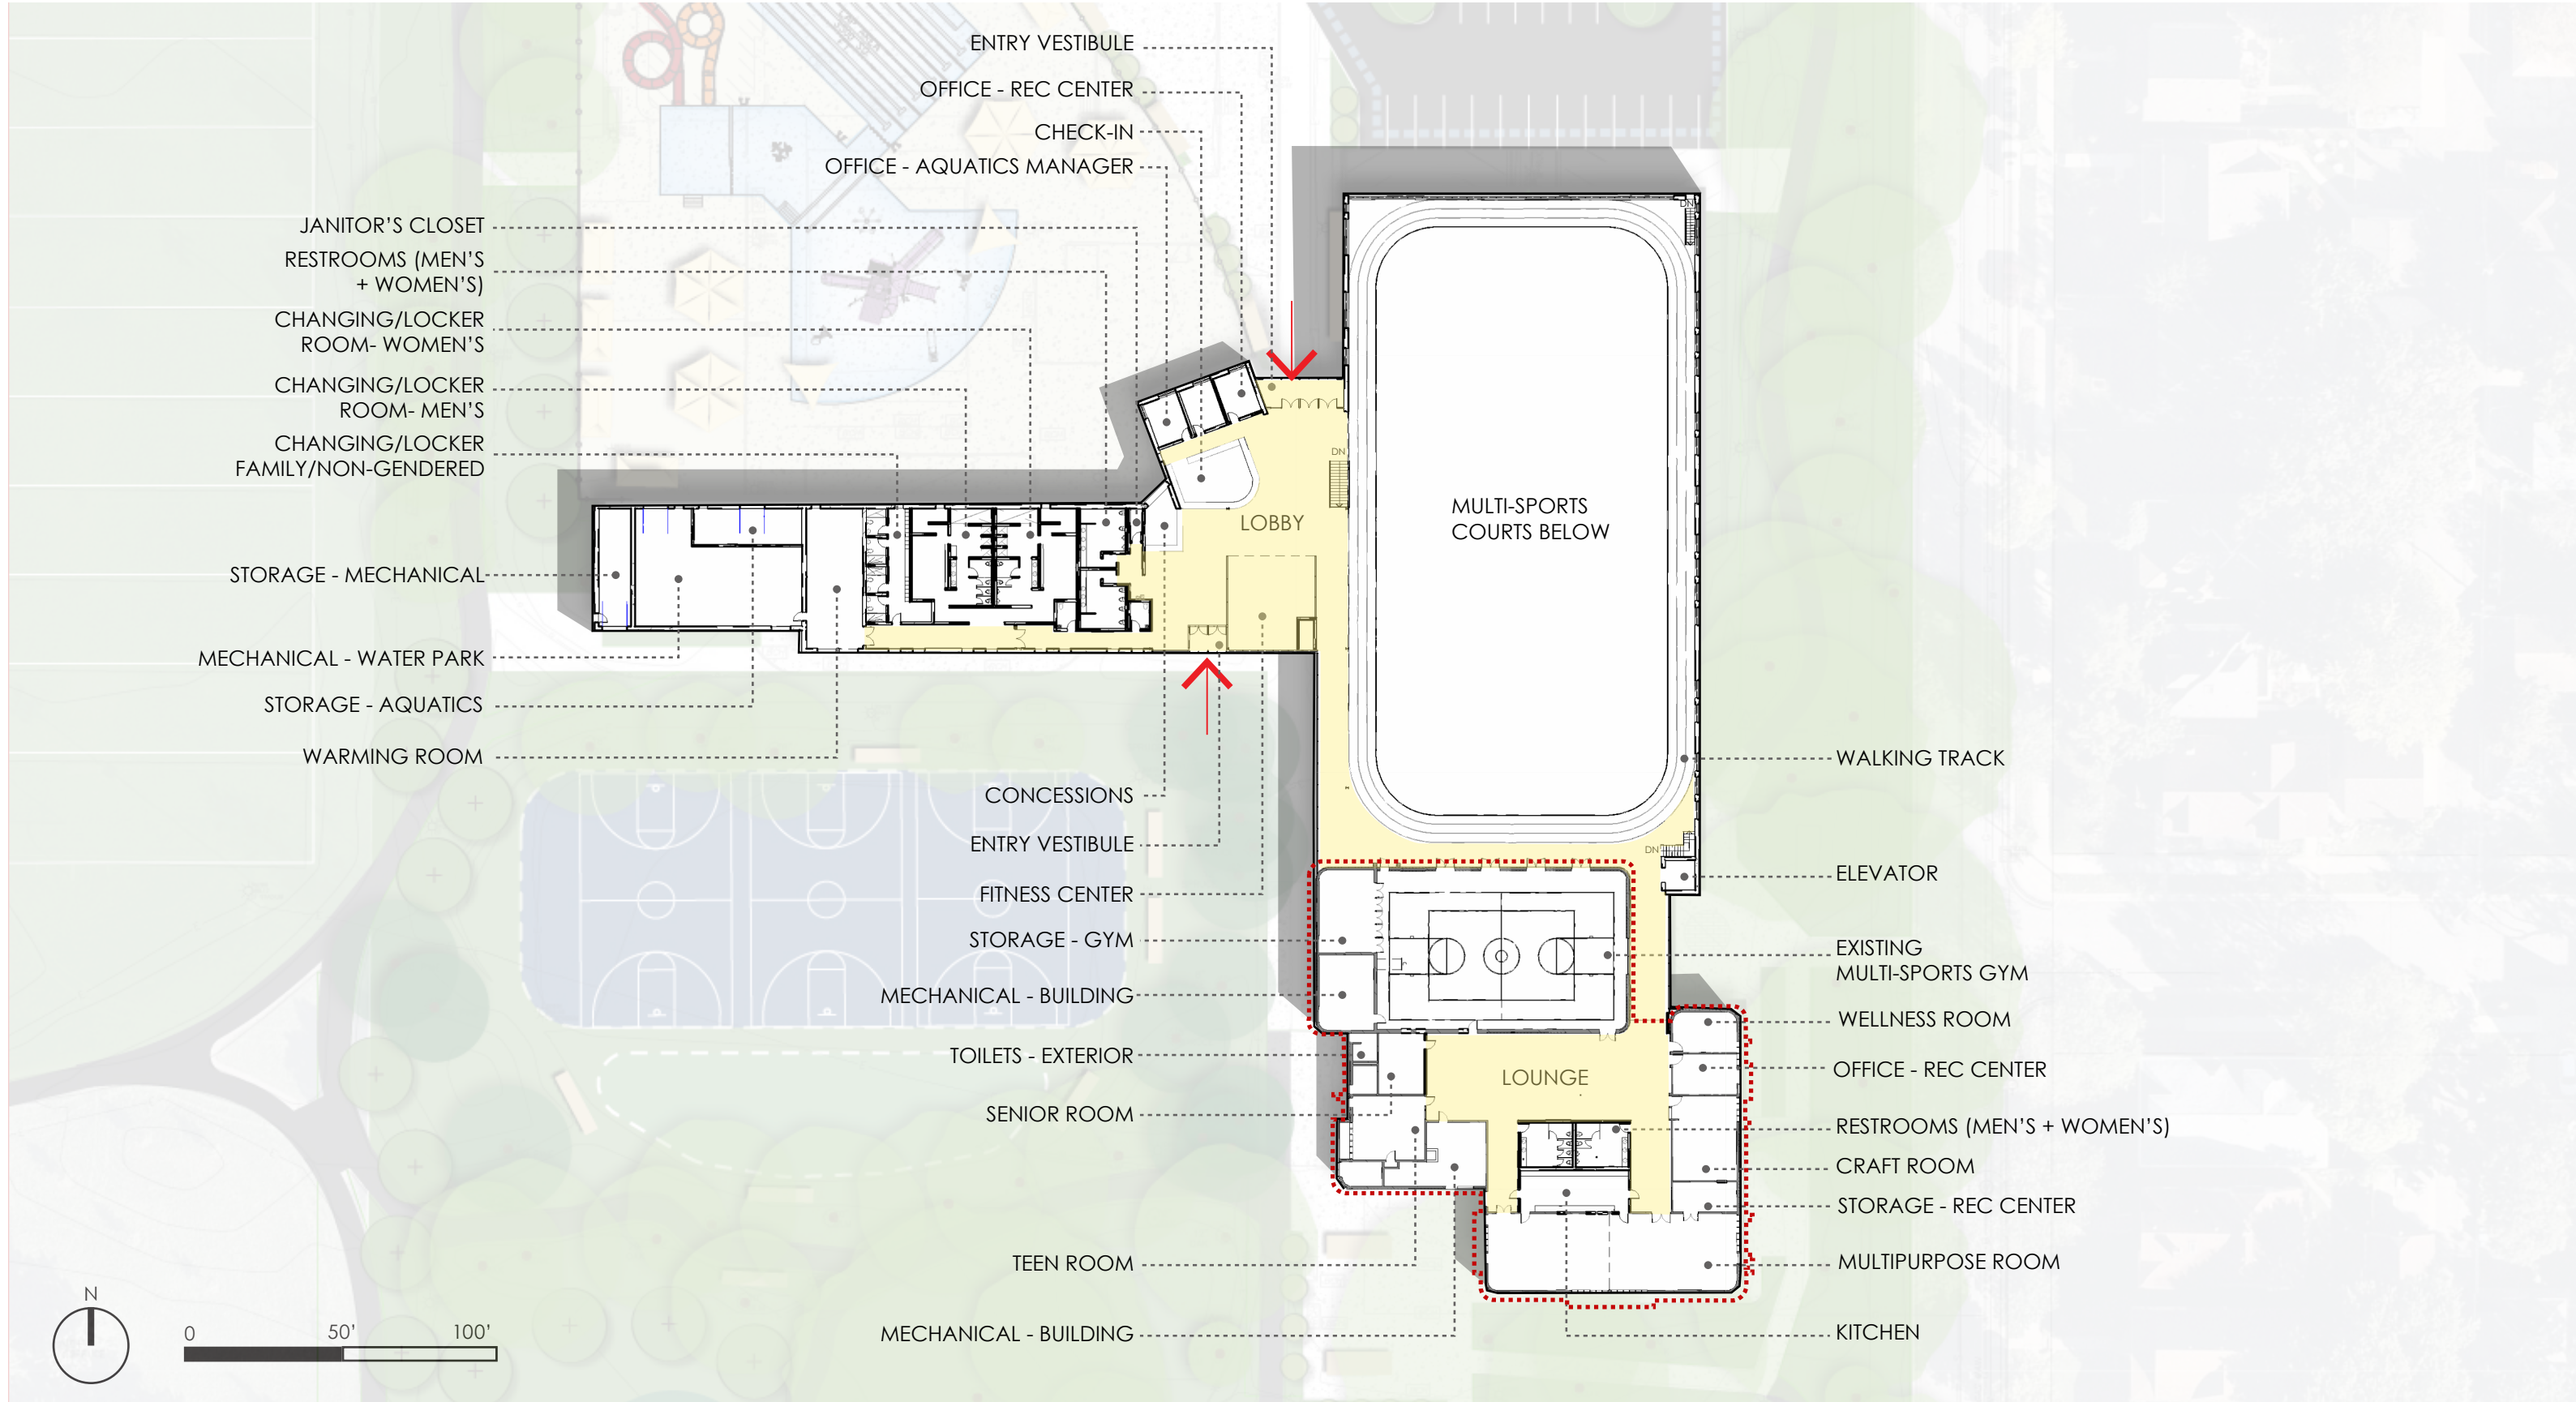 ENTRY VESTIBULE
OFFICE - REC CENTER
CHECK-IN
OFFICE - AQUATICS MANAGER
JANITOR’S CLOSET
RESTROOMS (MEN’S
+ WOMEN’S)
CHANGING/LOCKER
ROOM- WOMEN’S
CHANGING/LOCKER
ROOM- MEN’S
CHANGING/LOCKER
FAMILY/NON-GENDERED
STORAGE - MECHANICAL
MECHANICAL - WATER PARK
STORAGE - AQUATICS
WARMING ROOM
DN
DN
LOBBY
MULTI-SPORTS
COURTS BELOW
CONCESSIONS
ENTRY VESTIBULE
FITNESS CENTER
STORAGE - GYM
MECHANICAL - BUILDING
TOILETS - EXTERIOR
SENIOR ROOM
TEEN ROOM
MECHANICAL - BUILDING
DN
LOUNGE
WALKING TRACK
ELEVATOR
EXISTING
MULTI-SPORTS GYM
WELLNESS ROOM
OFFICE - REC CENTER
RESTROOMS (MEN’S + WOMEN’S)
CRAFT ROOM
STORAGE - REC CENTER
MULTIPURPOSE ROOM
KITCHEN
N
0 50’ 100’